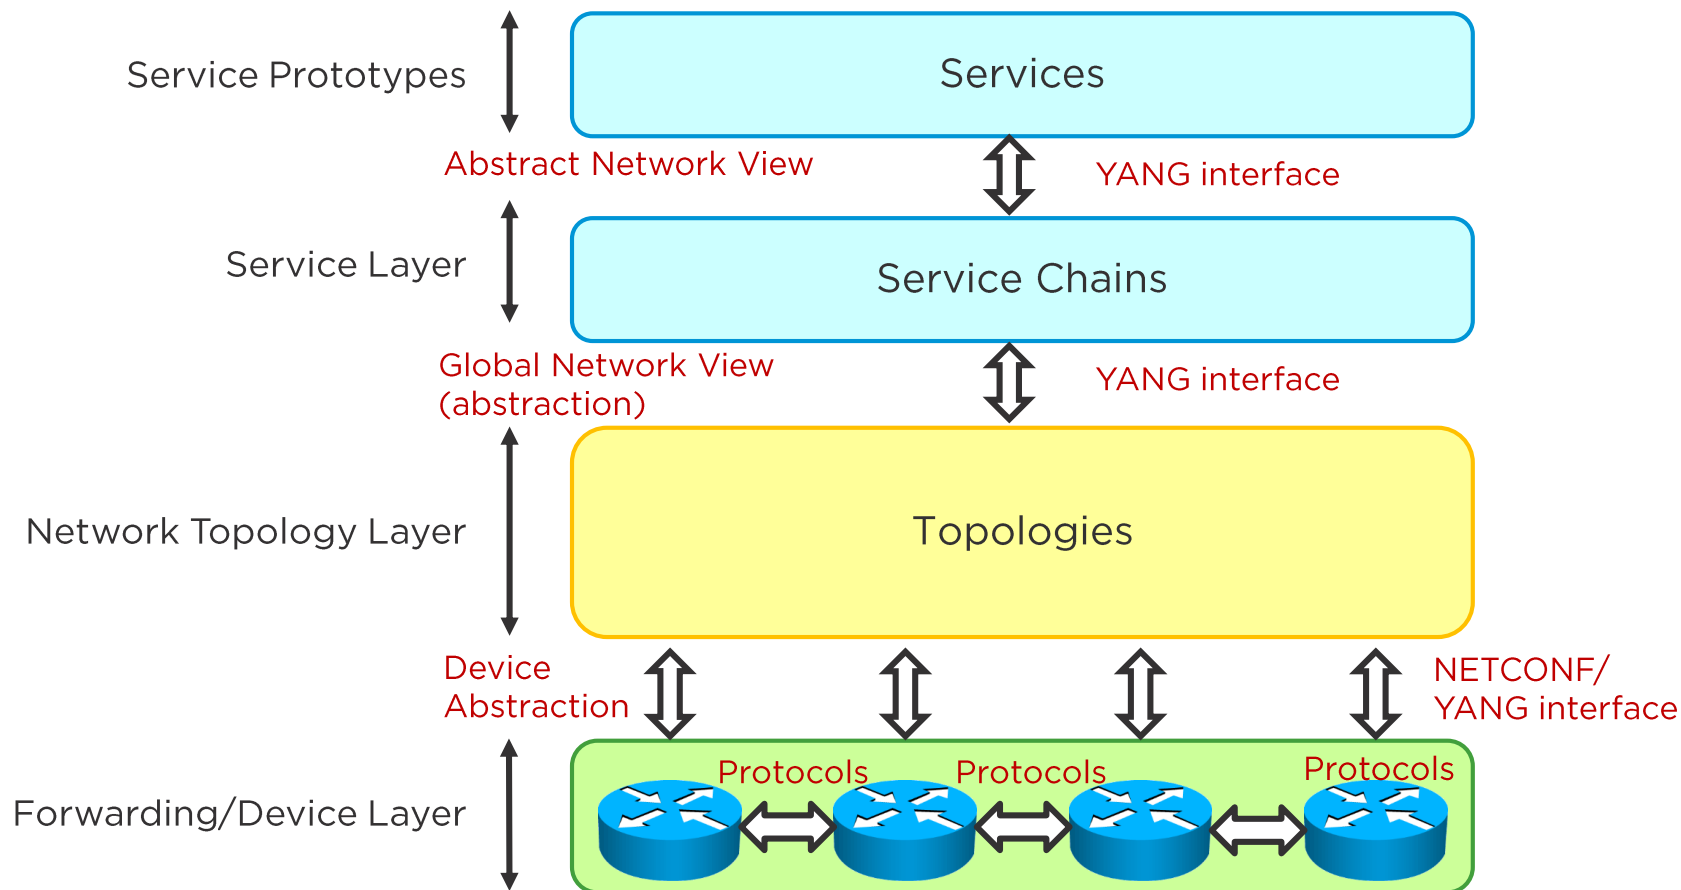 Service Prototypes
Services
Abstract Network View
YANG interface
Service Layer
Service Chains
Global Network View
(abstraction)
YANG interface
Network Topology Layer
Topologies
Device
Abstraction
NETCONF/
YANG interface
Forwarding/Device Layer
Protocols
Protocols
Protocols